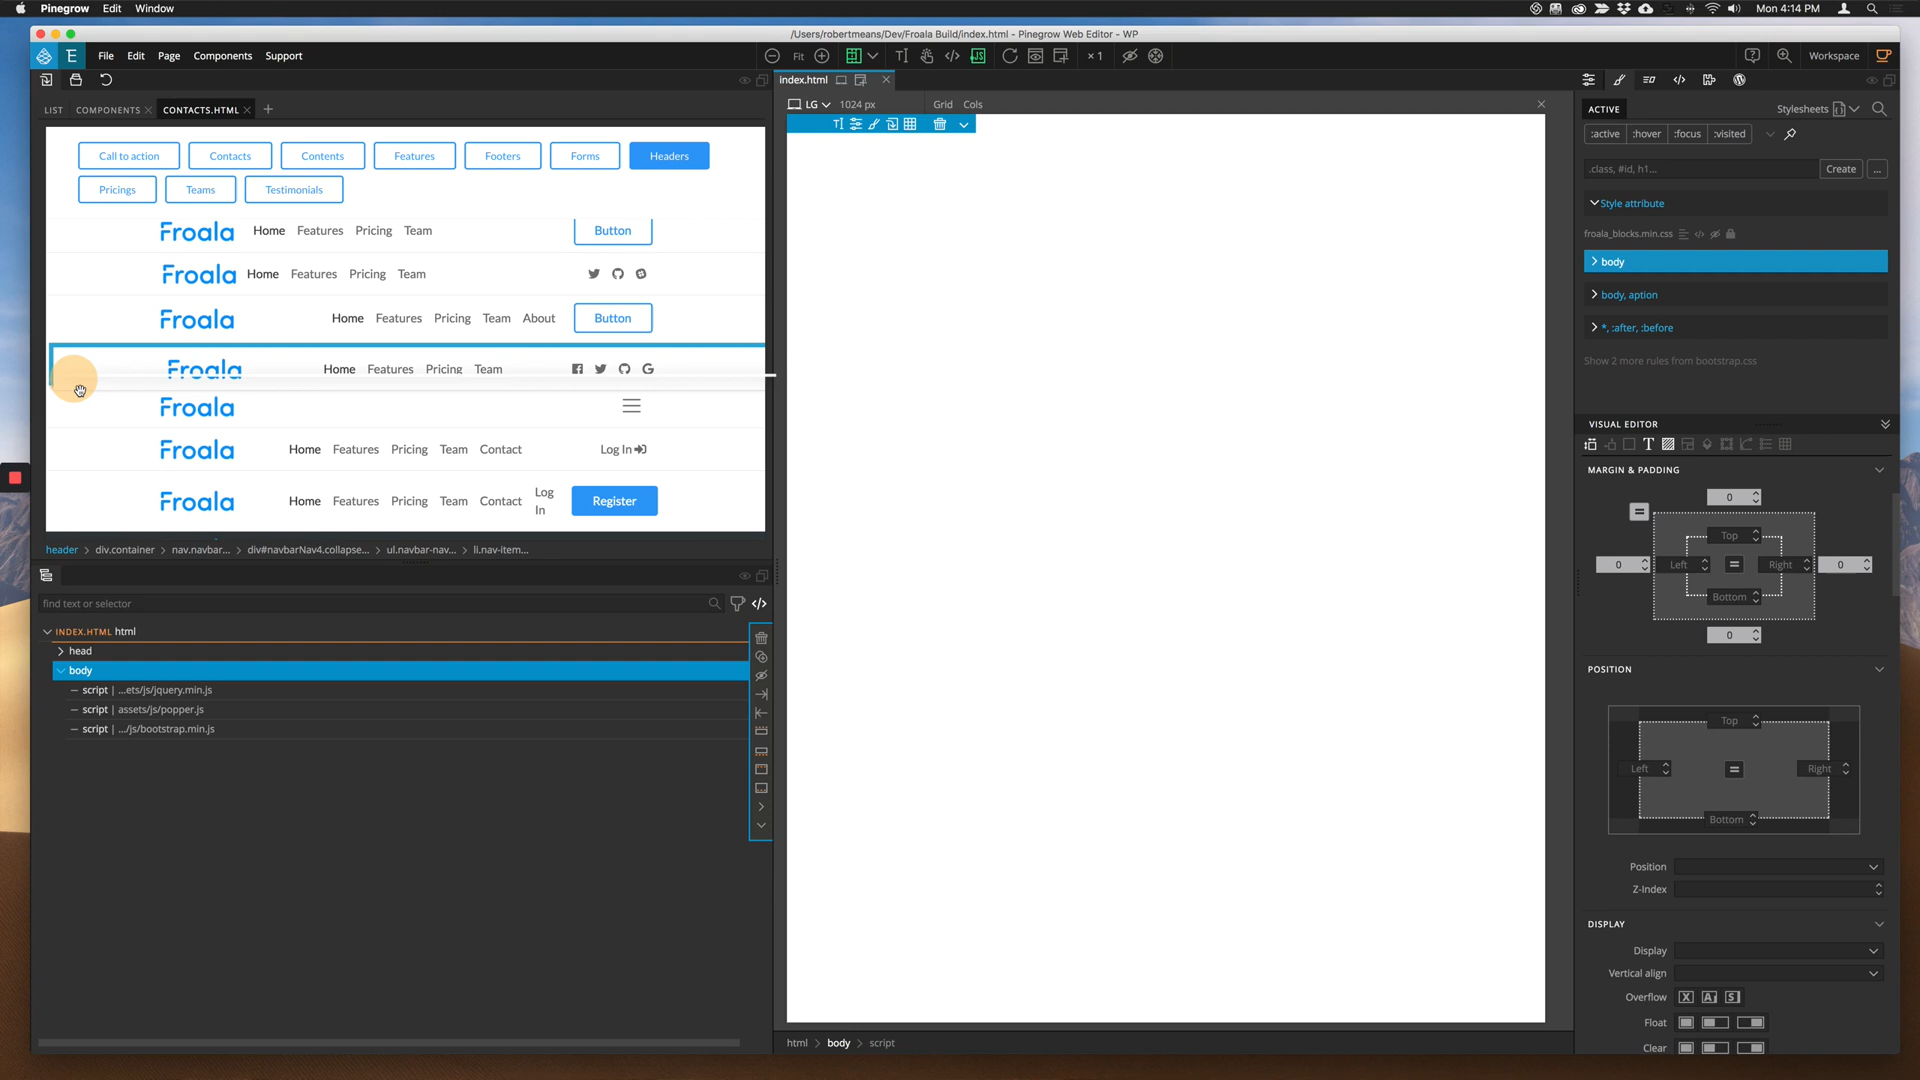 Pinegrow Edit Window
Mon 4:14 PM
/Users/robertmeans/Dev/Froala Build/index.html - Pinegrow Web Editor - WP
E File Edit Page Components Support
Fit
JS
× 1
Workspace
index.html
LIST COMPONENTS CONTACTS.HTML
LG 1024 px Grid Cols
ACTIVE
Stylesheets
:active :hover :focus :visited
.class, #id, h1...
Create
...
Style attribute
froala_blocks.min.css
body
body, aption
*, :after, :before
Show 2 more rules from bootstrap.css
Call to action Contacts Contents Features Footers Forms Headers
Pricings Teams Testimonials
Froala Home Features Pricing Team Button
Froala Home Features Pricing Team
Froala Home Features Pricing Team About Button
Froala Home Features Pricing Team
Froala
Froala Home Features Pricing Team Contact Log In
Froala Home Features Pricing Team Contact Log In Register
header > div.container > nav.navbar... > div#navbarNav4.collapse... > ul.navbar-nav... > li.nav-item...
find text or selector
INDEX.HTML html
head
body
script | ...ets/js/jquery.min.js
script | assets/js/popper.js
script | .../js/bootstrap.min.js
html > body > script
VISUAL EDITOR
MARGIN & PADDING
0
Top
0 Left = Right 0
Bottom
0
POSITION
Top
Left = Right
Bottom
Position
Z-Index
DISPLAY
Display
Vertical align
Overflow
Float
Clear